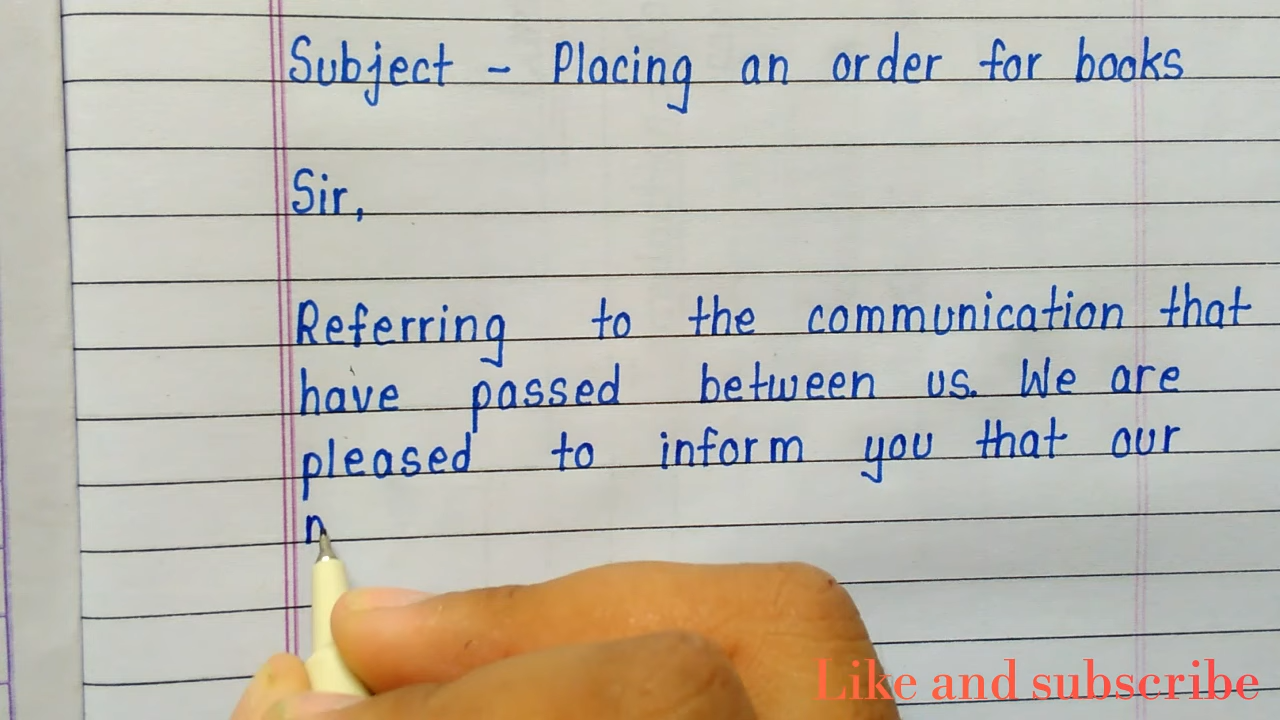 Subject - Placing an order for books
Sir,
Referring to the communication that
have passed between us. We are
pleased to inform you that our
n
Like and subscribe